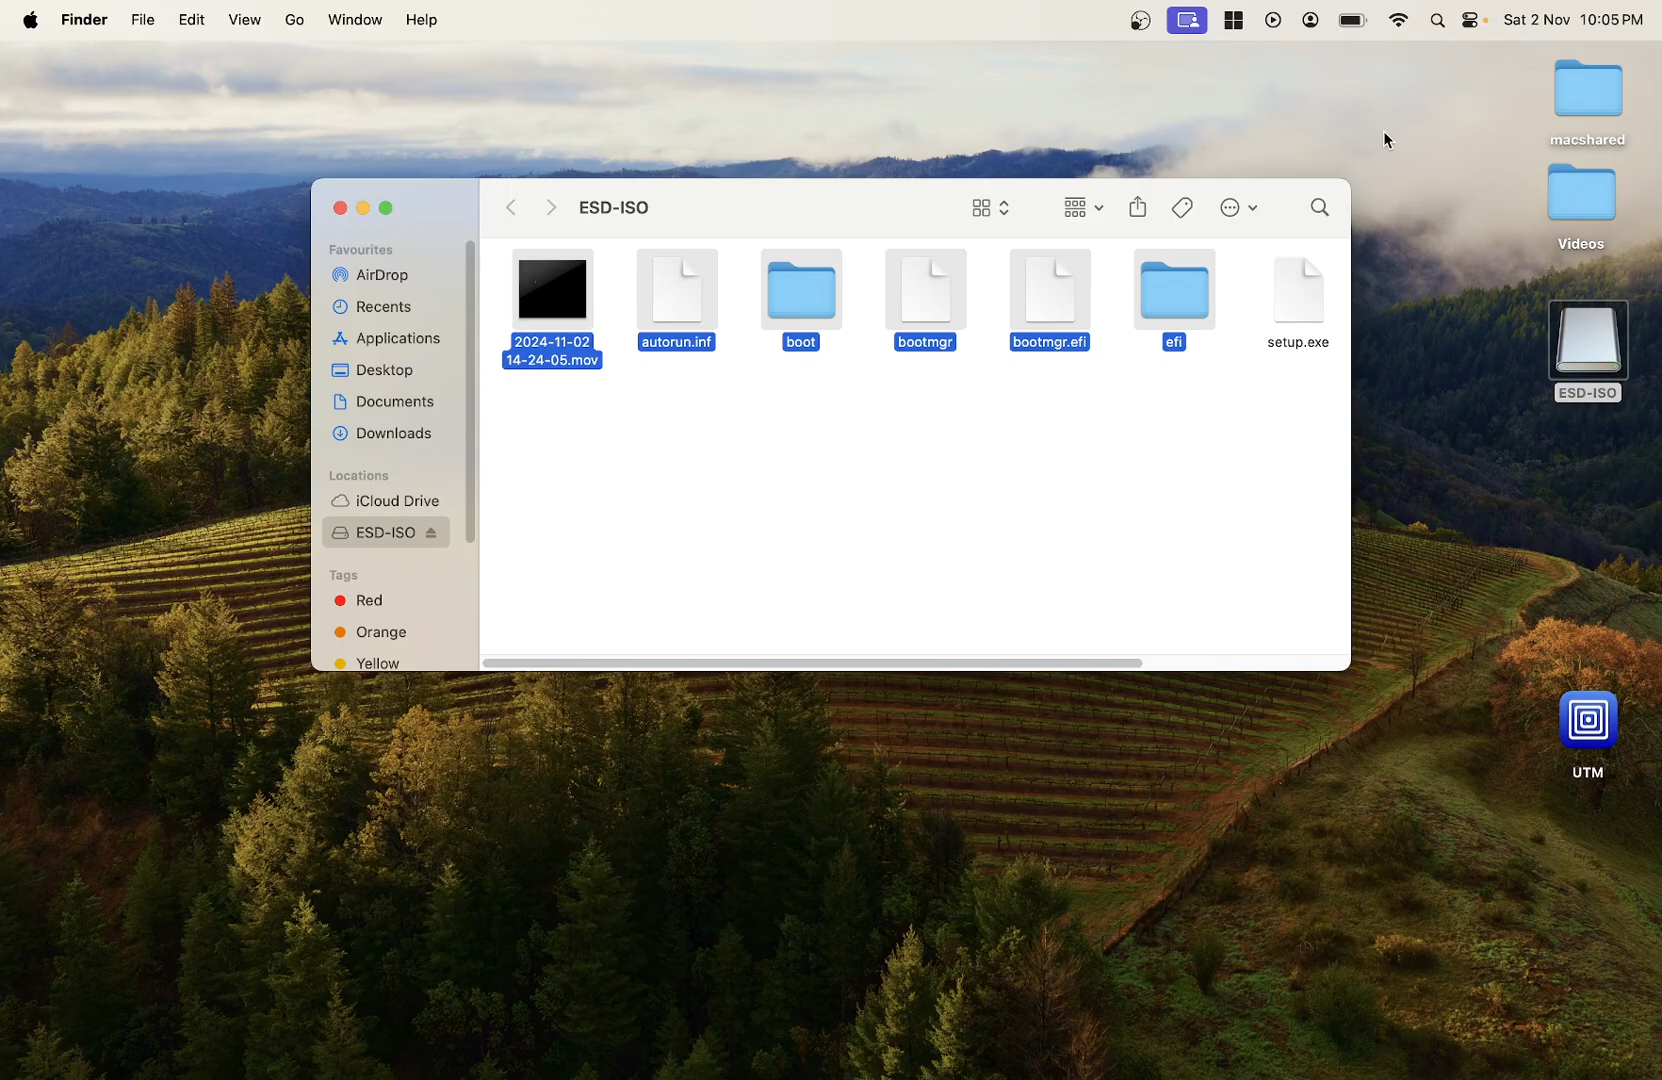 Finder File Edit View Go Window Help Sat 2 Nov 10:05 PM
macshared
Videos
ESD-ISO
UTM
ESD-ISO
Favourites
AirDrop
Recents
Applications
Desktop
Documents
Downloads
Locations
iCloud Drive
ESD-ISO
Tags
Red
Orange
Yellow
2024-11-02
14-24-05.mov
autorun.inf
boot
bootmgr
bootmgr.efi
efi
setup.exe